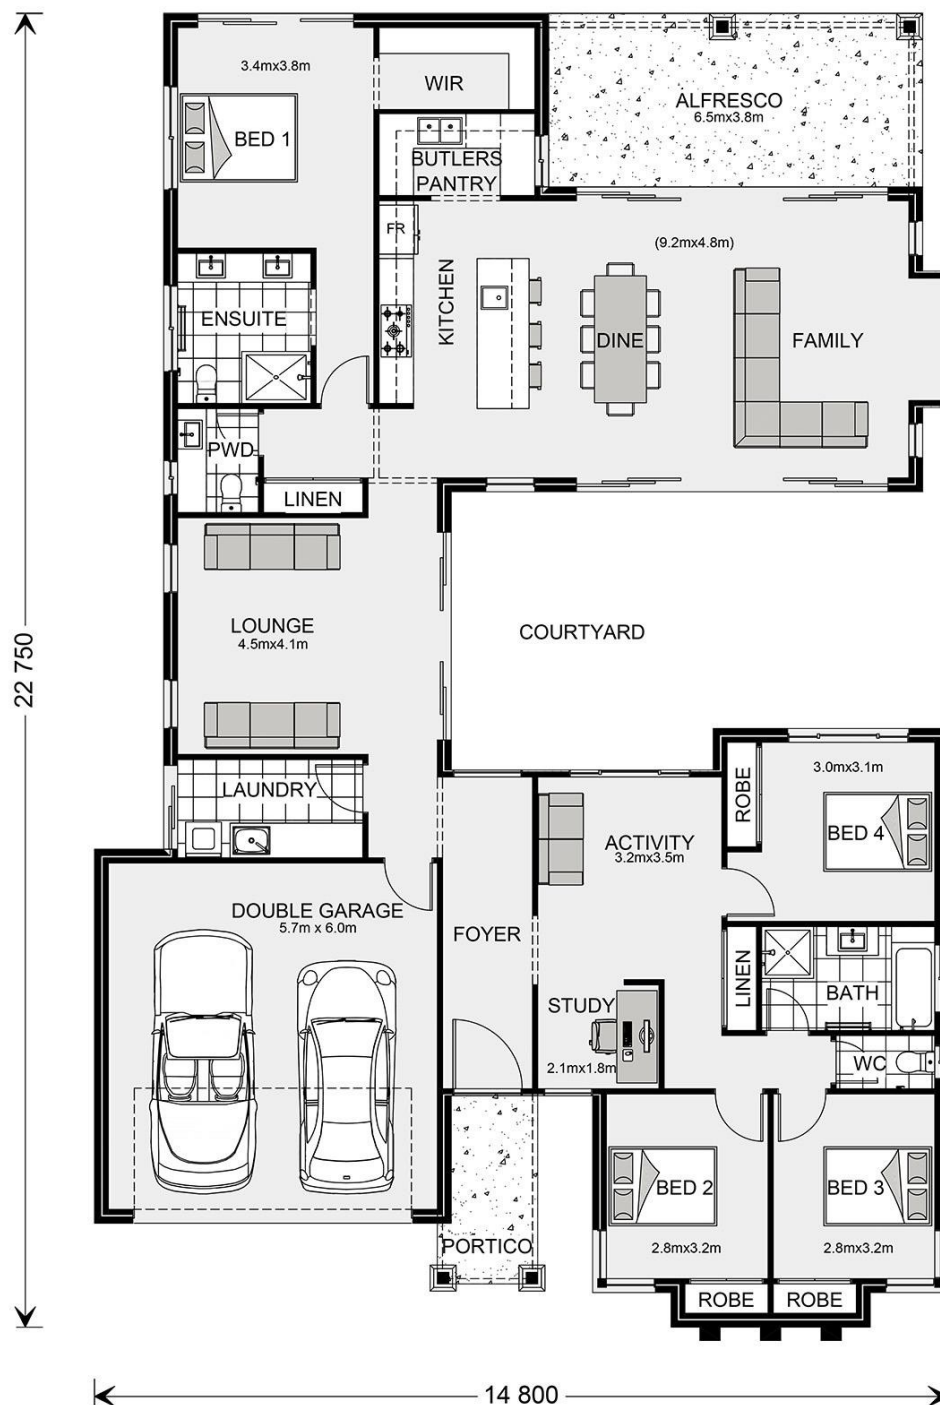 3.4mx3.8m
WIR
BED 1
ALFRESCO
6.5mx3.8m
BUTLERS
PANTRY
FR
(9.2mx4.8m)
KITCHEN
ENSUITE
DINE
FAMILY
PWD
LINEN
LOUNGE
4.5mx4.1m
COURTYARD
22 750
LAUNDRY
ROBE
3.0mx3.1m
BED 4
ACTIVITY
3.2mx3.5m
DOUBLE GARAGE
5.7m x 6.0m
FOYER
LINEN
BATH
STUDY
2.1mx1.8m
WC
BED 2
2.8mx3.2m
BED 3
2.8mx3.2m
PORTICO
ROBE
ROBE
14 800